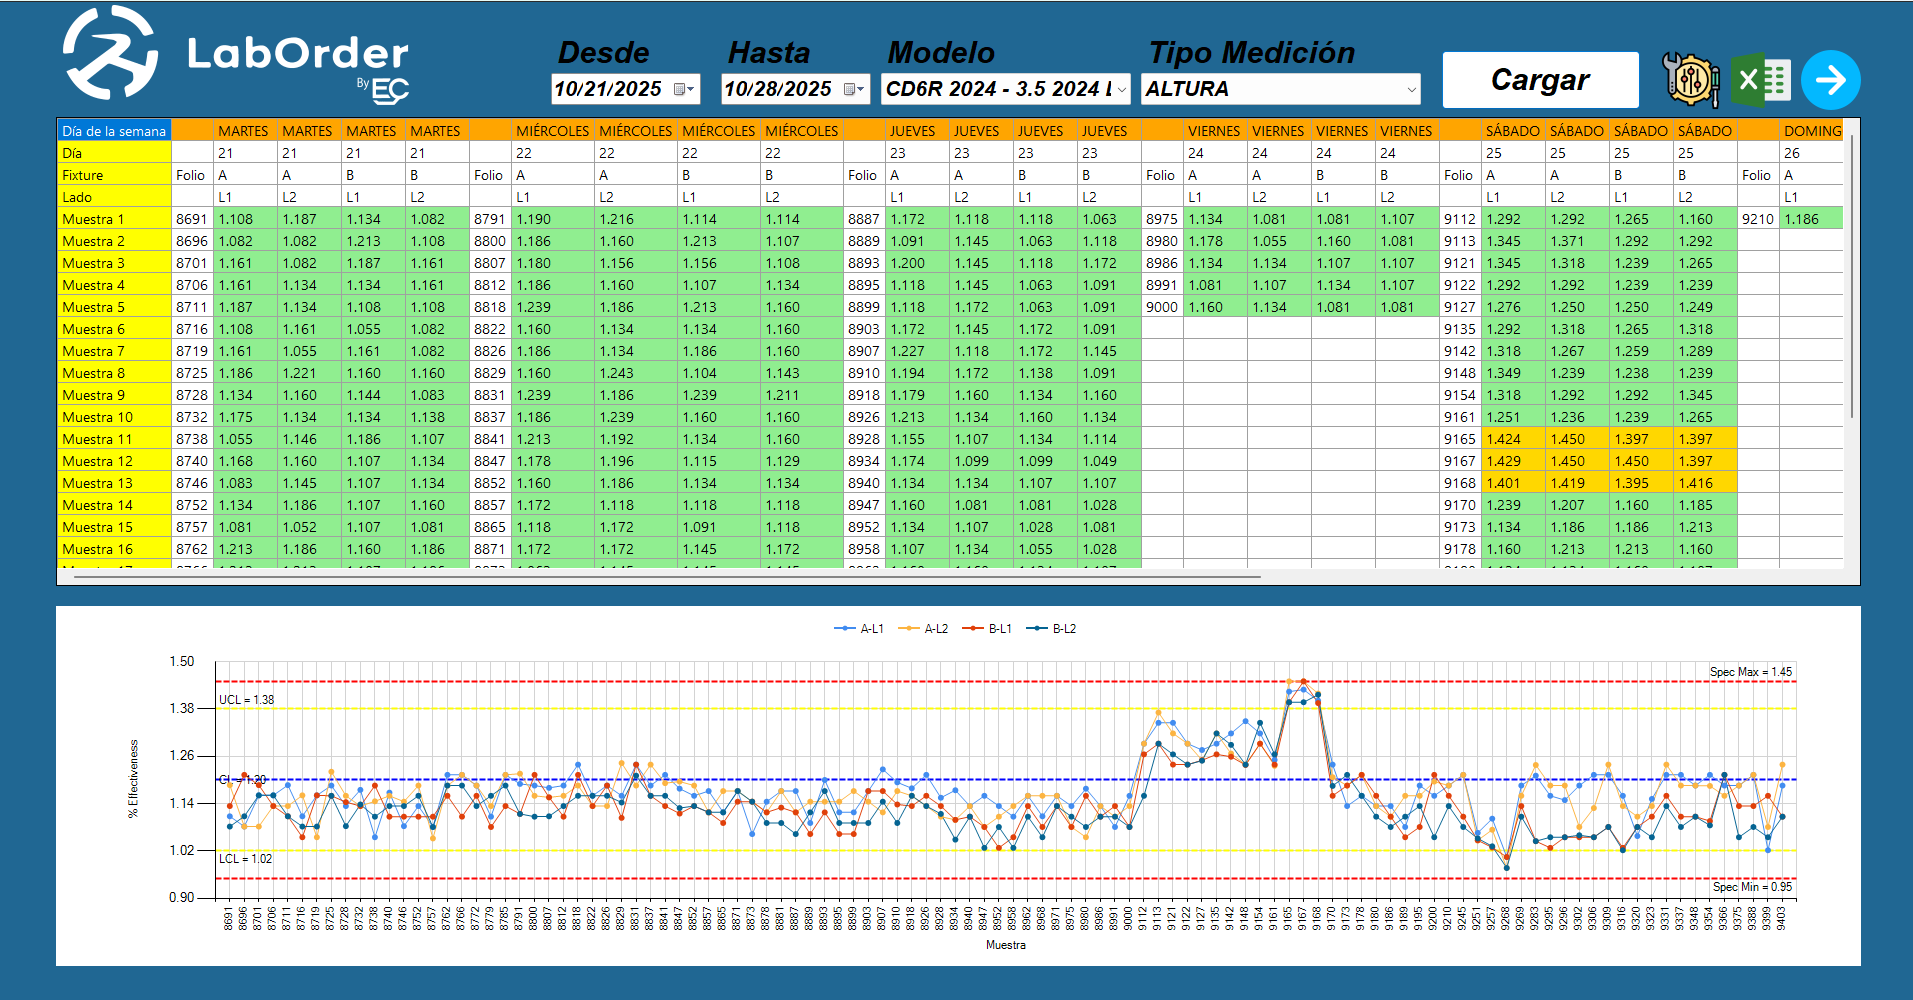 LabOrder
By EC
Desde Hasta Modelo Tipo Medición
10/21/2025 10/28/2025 CD6R 2024 - 3.5 2024 ALTURA Cargar
Día de la semana MARTES MARTES MARTES MARTES MIÉRCOLES MIÉRCOLES MIÉRCOLES MIÉRCOLES JUEVES JUEVES JUEVES JUEVES VIERNES VIERNES VIERNES VIERNES SÁBADO SÁBADO SÁBADO SÁBADO DOMING
Día 21 21 21 21 22 22 22 22 23 23 23 23 24 24 24 24 25 25 25 25 26
Fixture Folio A A B B Folio A A B B Folio A A B B Folio A A B B Folio A A B B Folio A
Lado L1 L2 L1 L2 L1 L2 L1 L2 L1 L2 L1 L2 L1 L2 L1 L2 L1 L2 L1 L2 L1
Muestra 1 8691 1.108 1.187 1.134 1.082 8791 1.190 1.216 1.114 1.114 8887 1.172 1.118 1.118 1.063 8975 1.134 1.081 1.081 1.107 9112 1.292 1.292 1.265 1.160 9210 1.186
Muestra 2 8696 1.082 1.082 1.213 1.108 8800 1.186 1.160 1.213 1.107 8889 1.091 1.145 1.063 1.118 8980 1.178 1.055 1.160 1.081 9113 1.345 1.371 1.292 1.292
Muestra 3 8701 1.161 1.082 1.187 1.161 8807 1.180 1.156 1.156 1.108 8893 1.200 1.145 1.118 1.172 8986 1.134 1.134 1.107 1.107 9121 1.345 1.318 1.239 1.265
Muestra 4 8706 1.161 1.134 1.134 1.161 8812 1.186 1.160 1.107 1.134 8895 1.118 1.145 1.063 1.091 8991 1.081 1.107 1.134 1.107 9122 1.292 1.292 1.239 1.239
Muestra 5 8711 1.187 1.134 1.108 1.108 8818 1.239 1.186 1.213 1.160 8899 1.118 1.172 1.063 1.091 9000 1.160 1.134 1.081 1.081 9127 1.276 1.250 1.250 1.249
Muestra 6 8716 1.108 1.161 1.055 1.082 8822 1.160 1.134 1.134 1.160 8903 1.172 1.145 1.172 1.091 9135 1.292 1.318 1.265 1.318
Muestra 7 8719 1.161 1.055 1.161 1.082 8826 1.186 1.134 1.186 1.160 8907 1.227 1.118 1.172 1.145 9142 1.318 1.267 1.259 1.289
Muestra 8 8725 1.186 1.221 1.160 1.160 8829 1.160 1.243 1.104 1.143 8910 1.194 1.172 1.138 1.091 9148 1.349 1.239 1.238 1.239
Muestra 9 8728 1.134 1.160 1.144 1.083 8831 1.239 1.186 1.239 1.211 8918 1.179 1.160 1.134 1.160 9154 1.318 1.292 1.292 1.345
Muestra 10 8732 1.175 1.134 1.134 1.138 8837 1.186 1.239 1.160 1.160 8926 1.213 1.134 1.160 1.134 9161 1.251 1.236 1.239 1.265
Muestra 11 8738 1.055 1.146 1.186 1.107 8841 1.213 1.192 1.134 1.160 8928 1.155 1.107 1.134 1.114 9165 1.424 1.450 1.397 1.397
Muestra 12 8740 1.168 1.160 1.107 1.134 8847 1.178 1.196 1.115 1.129 8934 1.174 1.099 1.099 1.049 9167 1.429 1.450 1.450 1.397
Muestra 13 8746 1.083 1.145 1.107 1.134 8852 1.160 1.186 1.134 1.134 8940 1.134 1.134 1.107 1.107 9168 1.401 1.419 1.395 1.416
Muestra 14 8752 1.134 1.186 1.107 1.160 8857 1.172 1.118 1.118 1.118 8947 1.160 1.081 1.081 1.028 9170 1.239 1.207 1.160 1.185
Muestra 15 8757 1.081 1.052 1.107 1.081 8865 1.118 1.172 1.091 1.118 8952 1.134 1.107 1.028 1.081 9173 1.134 1.186 1.186 1.213
Muestra 16 8762 1.213 1.186 1.160 1.186 8871 1.172 1.172 1.145 1.172 8958 1.107 1.134 1.055 1.028 9178 1.160 1.213 1.213 1.160
A-L1 A-L2 B-L1 B-L2
1.50
Spec Max = 1.45
UCL = 1.38
1.38
1.26
CL = 1.20
1.14
% Effectiveness
1.02
LCL = 1.02
Spec Min = 0.95
0.90
8691 8696 8701 8706 8711 8716 8719 8725 8728 8732 8738 8740 8746 8752 8757 8762 8766 8772 8779 8785 8791 8800 8807 8812 8818 8822 8826 8829 8831 8837 8841 8847 8852 8857 8865 8871 8873 8878 8881 8887 8889 8893 8895 8899 8903 8907 8910 8918 8926 8928 8934 8940 8947 8952 8958 8962 8968 8971 8975 8980 8986 8991 9000 9112 9113 9121 9122 9127 9135 9142 9148 9154 9161 9165 9167 9168 9170 9173 9178 9180 9186 9189 9195 9200 9210 9245 9251 9257 9268 9269 9283 9295 9296 9302 9306 9309 9316 9320 9323 9331 9337 9348 9354 9366 9375 9388 9399 9403
Muestra